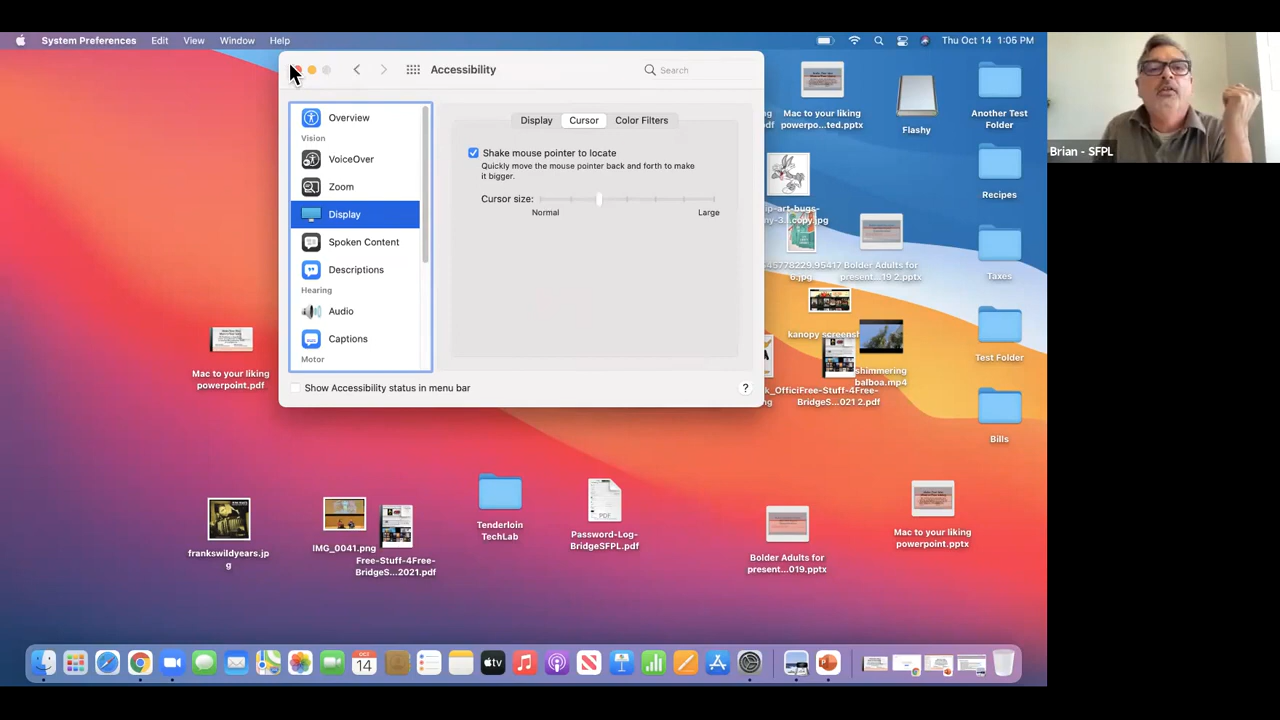 System Preferences Edit View Window Help
Thu Oct 14 1:05 PM
Accessibility
Search
Overview
Vision
VoiceOver
Zoom
Display
Spoken Content
Descriptions
Hearing
Audio
Captions
Motor
Display Cursor Color Filters
Shake mouse pointer to locate
Quickly move the mouse pointer back and forth to make
it bigger.
Cursor size:
Normal Large
Show Accessibility status in menu bar
?
Mac to your liking
powerpo...ted.pptx
Flashy
Another Test
Folder
Recipes
Bolder Adults for
Taxes
kanopy screenshot
Test Folder
shimmering
balboa.mp4
Bills
Mac to your liking
powerpoint.pdf
frankswildyears.jp
g
IMG_0041.png
Free-Stuff-4Free-
BridgeS...2021.pdf
Tenderloin
TechLab
PDF
Password-Log-
BridgeSFPL.pdf
Bolder Adults for
present...019.pptx
Mac to your liking
powerpoint.pptx
OCT
14
tv
Brian - SFPL